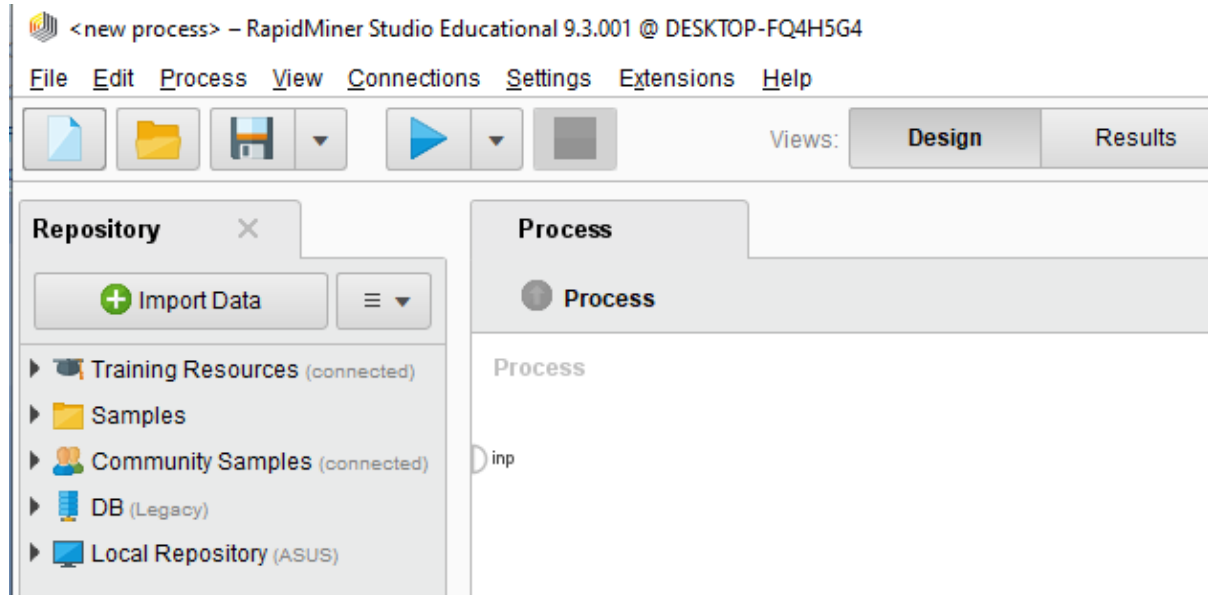 <new process> – RapidMiner Studio Educational 9.3.001 @ DESKTOP-FQ4H5G4
File Edit Process View Connections Settings Extensions Help
Views: Design Results
Repository
Process
Import Data
Process
Training Resources (connected)
Process
Samples
Community Samples (connected)
inp
DB (Legacy)
Local Repository (ASUS)